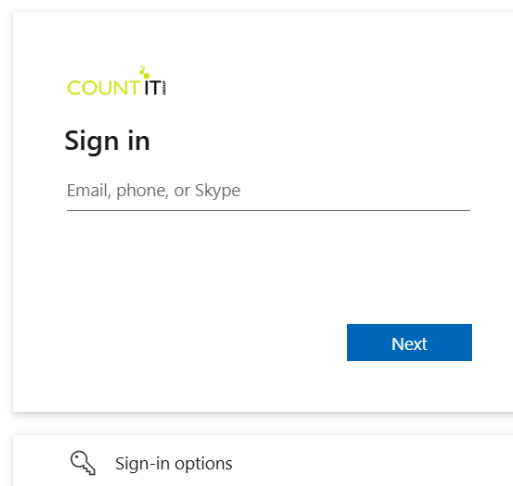 COUNT IT
Sign in
Email, phone, or Skype
Next
Sign-in options